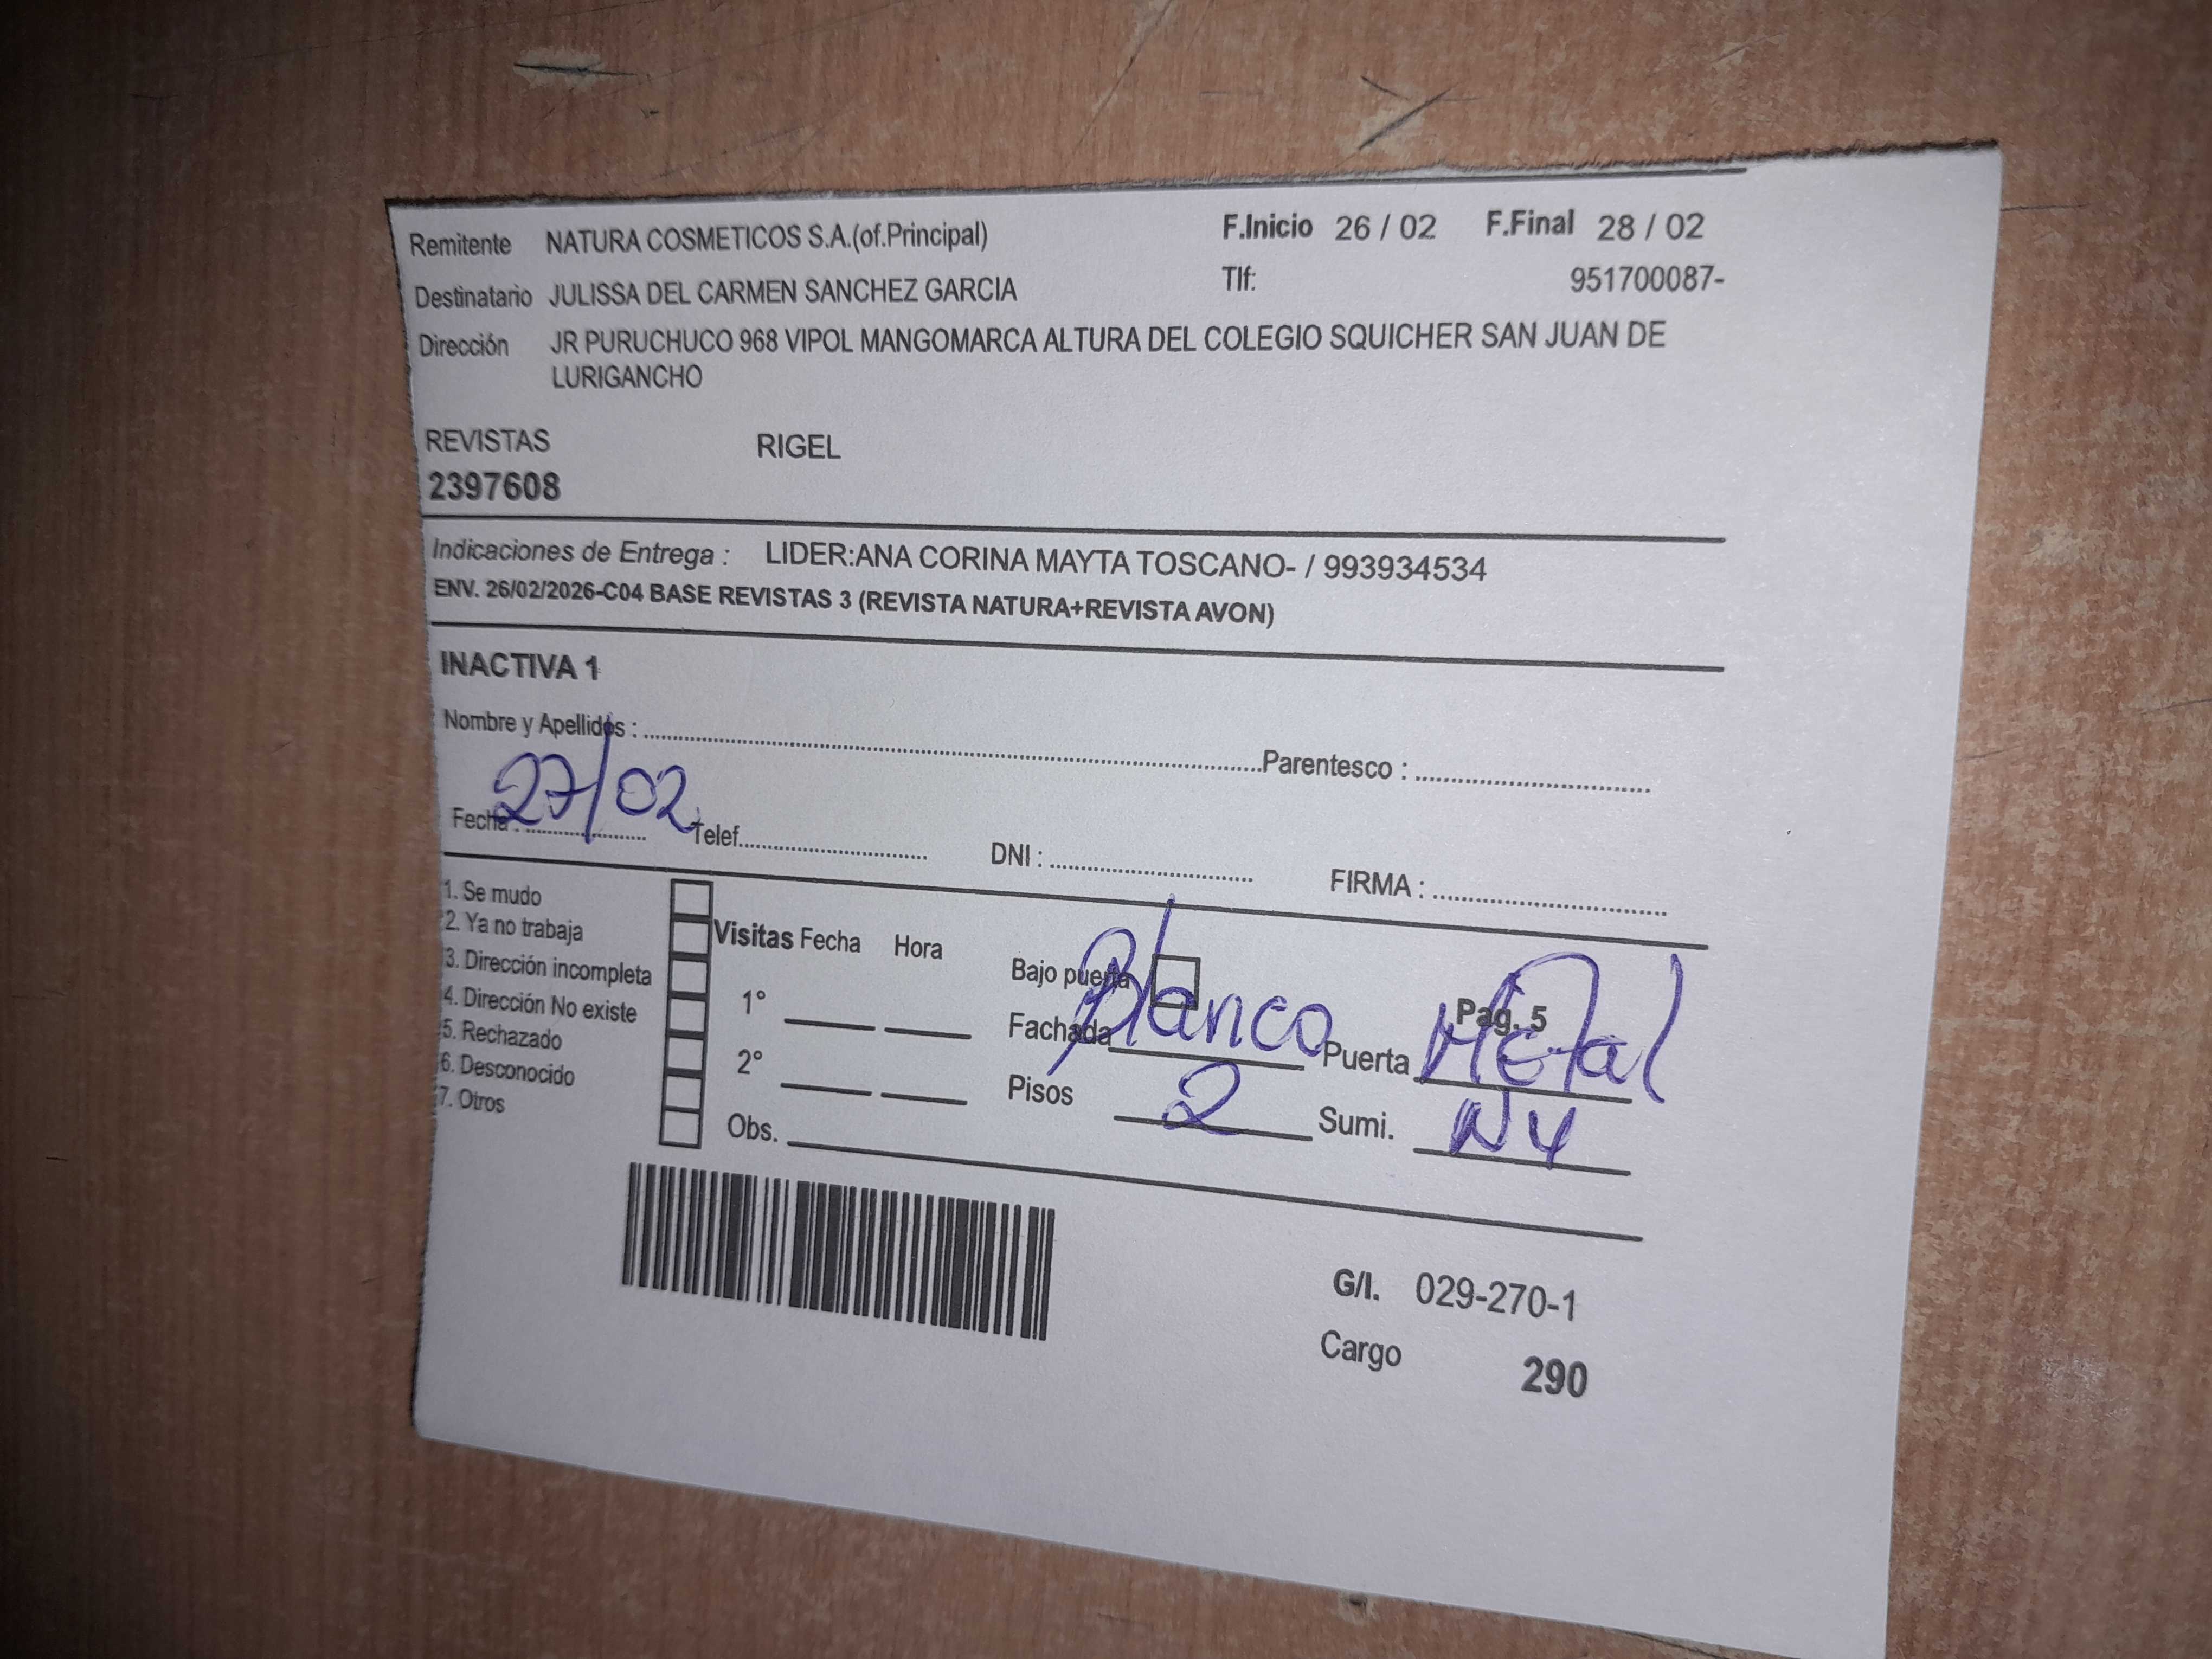 Remitente NATURA COSMETICOS S.A.(of.Principal) F.Inicio 26 / 02 F.Final 28 / 02
Destinatario JULISSA DEL CARMEN SANCHEZ GARCIA Tlf: 951700087-
Dirección JR PURUCHUCO 968 VIPOL MANGOMARCA ALTURA DEL COLEGIO SQUICHER SAN JUAN DE
LURIGANCHO
REVISTAS RIGEL
2397608
Indicaciones de Entrega : LIDER:ANA CORINA MAYTA TOSCANO- / 993934534
ENV. 26/02/2026-C04 BASE REVISTAS 3 (REVISTA NATURA+REVISTA AVON)
INACTIVA 1
Nombre y Apellidos : Parentesco :
Fecha : 27/02 Telef. DNI : FIRMA :
1. Se mudo
2. Ya no trabaja
3. Dirección incompleta
4. Dirección No existe
5. Rechazado
6. Desconocido
7. Otros
Visitas Fecha Hora
1°
2°
Obs.
Bajo puerta Pag. 5
Fachada Blanco Puerta Metal
Pisos 2 Sumi. N4
G/I. 029-270-1
Cargo 290